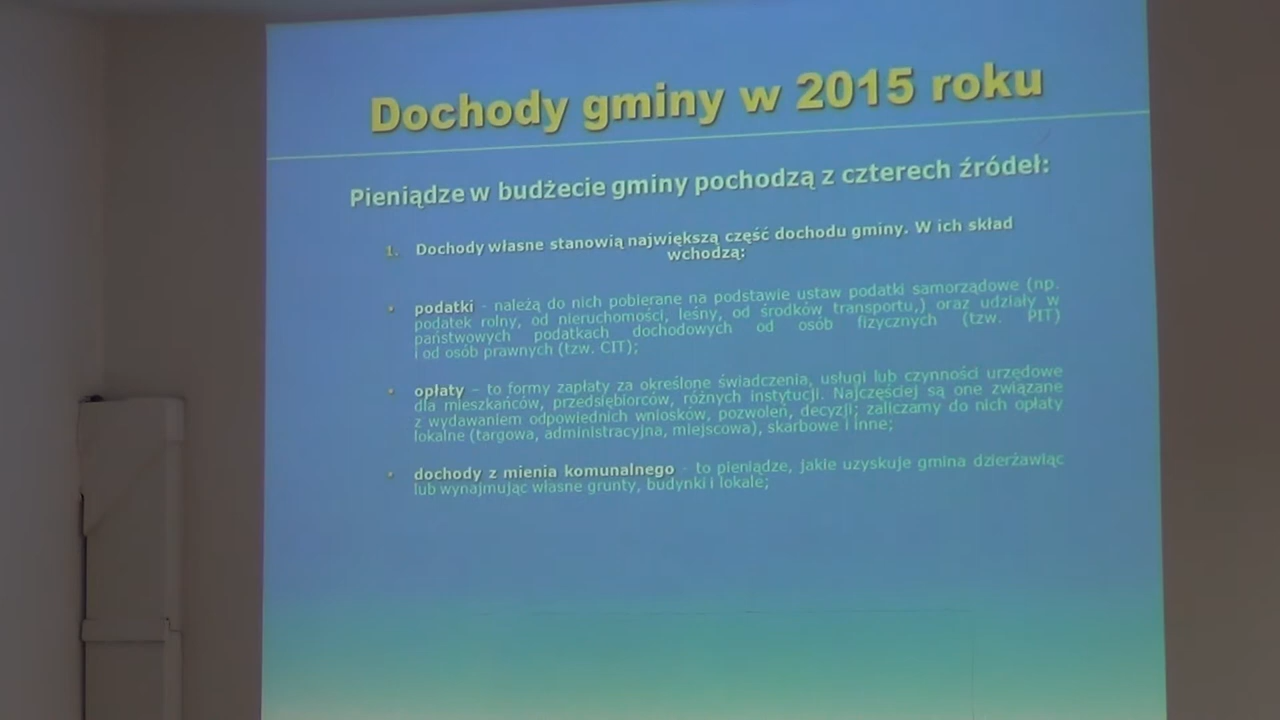 Dochody gminy w 2015 roku
Pieniądze w budżecie gminy pochodzą z czterech źródeł:
1. Dochody własne stanowią największą część dochodu gminy. W ich skład
wchodzą:
• podatki - należą do nich pobierane na podstawie ustaw podatki samorządowe (np.
podatek rolny, od nieruchomości, leśny, od środków transportu,) oraz udziały w
państwowych podatkach dochodowych od osób fizycznych (tzw. PIT)
i od osób prawnych (tzw. CIT);
• opłaty – to formy zapłaty za określone świadczenia, usługi lub czynności urzędowe
dla mieszkańców, przedsiębiorców, różnych instytucji. Najczęściej są one związane
z wydawaniem odpowiednich wniosków, pozwoleń, decyzji; zaliczamy do nich opłaty
lokalne (targowa, administracyjna, miejscowa), skarbowe i inne;
• dochody z mienia komunalnego - to pieniądze, jakie uzyskuje gmina dzierżawiąc
lub wynajmując własne grunty, budynki i lokale;